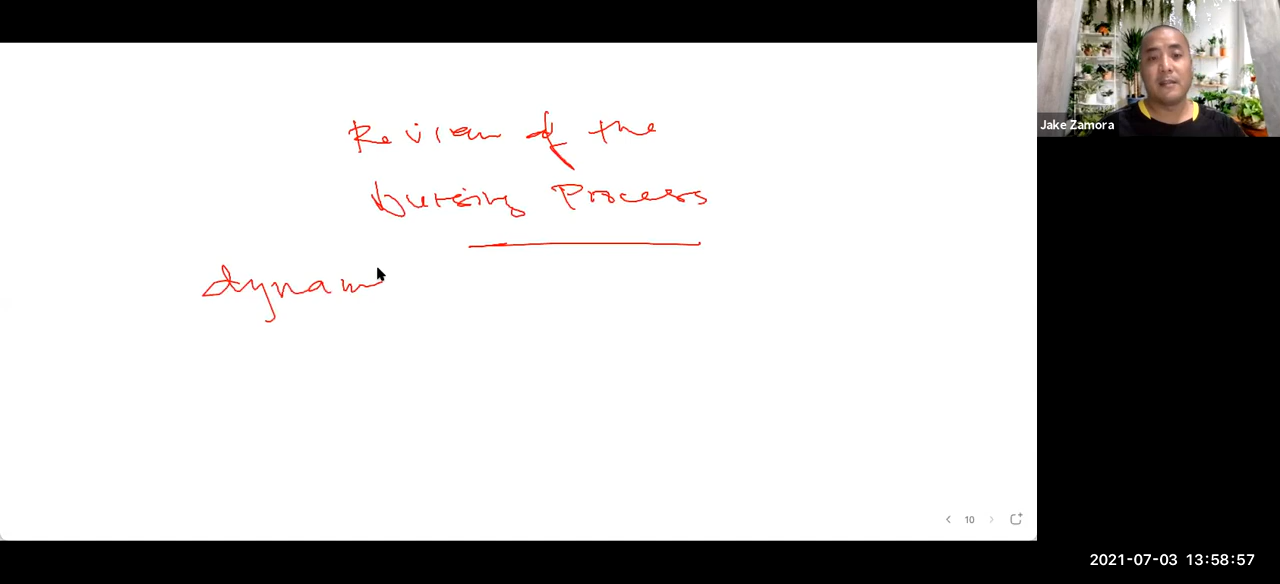 Review of the
Nursing Process
dynam
Jake Zamora
10
2021-07-03 13:58:57